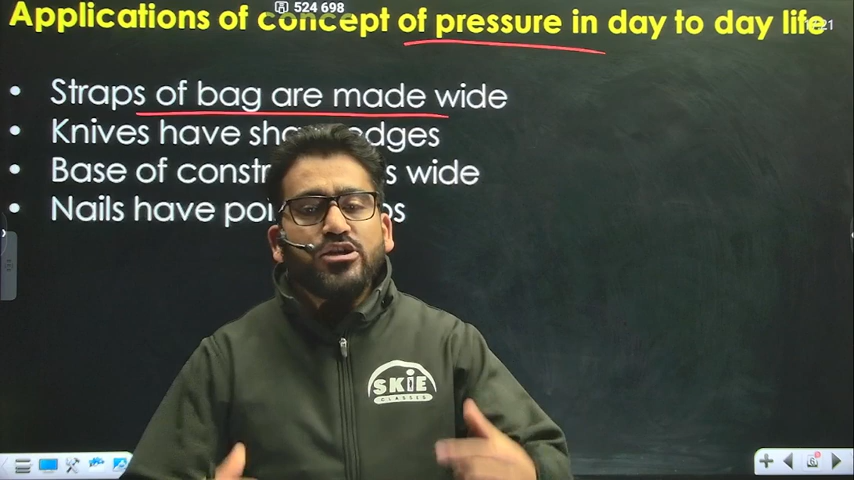 524 698
Applications of concept of pressure in day to day life
21
• Straps of bag are made wide
• Knives have edges
• Base of wide
• Nails have
SKiE
CLASSES